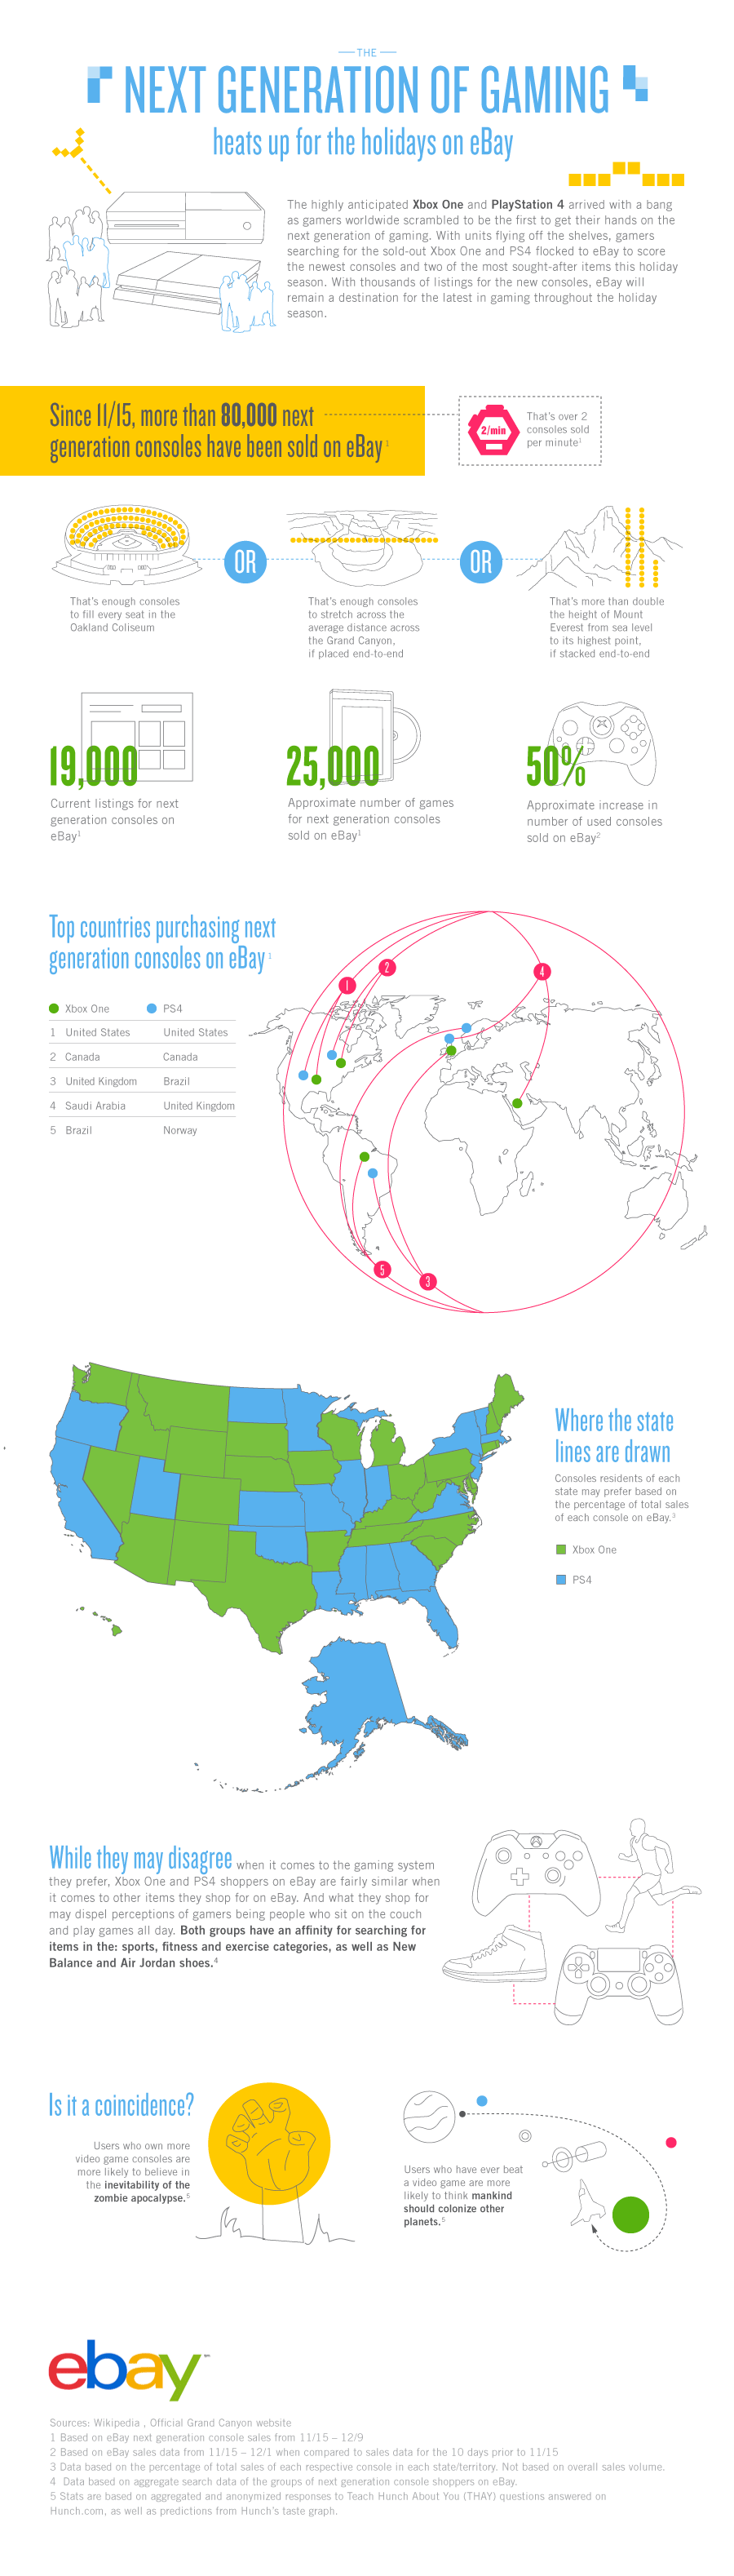 THE
NEXT GENERATION OF GAMING
heats up for the holidays on eBay
The highly anticipated Xbox One and PlayStation 4 arrived with a bang
as gamers worldwide scrambled to be the first to get their hands on the
next generation of gaming. With units flying off the shelves, gamers
searching for the sold-out Xbox One and PS4 flocked to eBay to score
the newest consoles and two of the most sought-after items this holiday
season. With thousands of listings for the new consoles, eBay will
remain a destination for the latest in gaming throughout the holiday
season.
Since 11/15, more than 80,000 next
generation consoles have been sold on eBay 1
2/min
That's over 2
consoles sold
per minute1
OR
OR
That's enough consoles
to fill every seat in the
Oakland Coliseum
That's enough consoles
to stretch across the
average distance across
the Grand Canyon,
if placed end-to-end
That's more than double
the height of Mount
Everest from sea level
to its highest point,
if stacked end-to-end
19,000
Current listings for next
generation consoles on
eBay1
25,000
Approximate number of games
for next generation consoles
sold on eBay1
50%
Approximate increase in
number of used consoles
sold on eBay2
Top countries purchasing next
generation consoles on eBay 1
Xbox One PS4
1 United States United States
2 Canada Canada
3 United Kingdom Brazil
4 Saudi Arabia United Kingdom
5 Brazil Norway
1
2
4
5
3
Where the state
lines are drawn
Consoles residents of each
state may prefer based on
the percentage of total sales
of each console on eBay.3
Xbox One
PS4
While they may disagree when it comes to the gaming system
they prefer, Xbox One and PS4 shoppers on eBay are fairly similar when
it comes to other items they shop for on eBay. And what they shop for
may dispel perceptions of gamers being people who sit on the couch
and play games all day. Both groups have an affinity for searching for
items in the: sports, fitness and exercise categories, as well as New
Balance and Air Jordan shoes.4
Is it a coincidence?
Users who own more
video game consoles are
more likely to believe in
the inevitability of the
zombie apocalypse.5
Users who have ever beat
a video game are more
likely to think mankind
should colonize other
planets.5
ebay
Sources: Wikipedia , Official Grand Canyon website
1 Based on eBay next generation console sales from 11/15 – 12/9
2 Based on eBay sales data from 11/15 – 12/1 when compared to sales data for the 10 days prior to 11/15
3 Data based on the percentage of total sales of each respective console in each state/territory. Not based on overall sales volume.
4 Data based on aggregate search data of the groups of next generation console shoppers on eBay.
5 Stats are based on aggregated and anonymized responses to Teach Hunch About You (THAY) questions answered on
Hunch.com, as well as predictions from Hunch's taste graph.